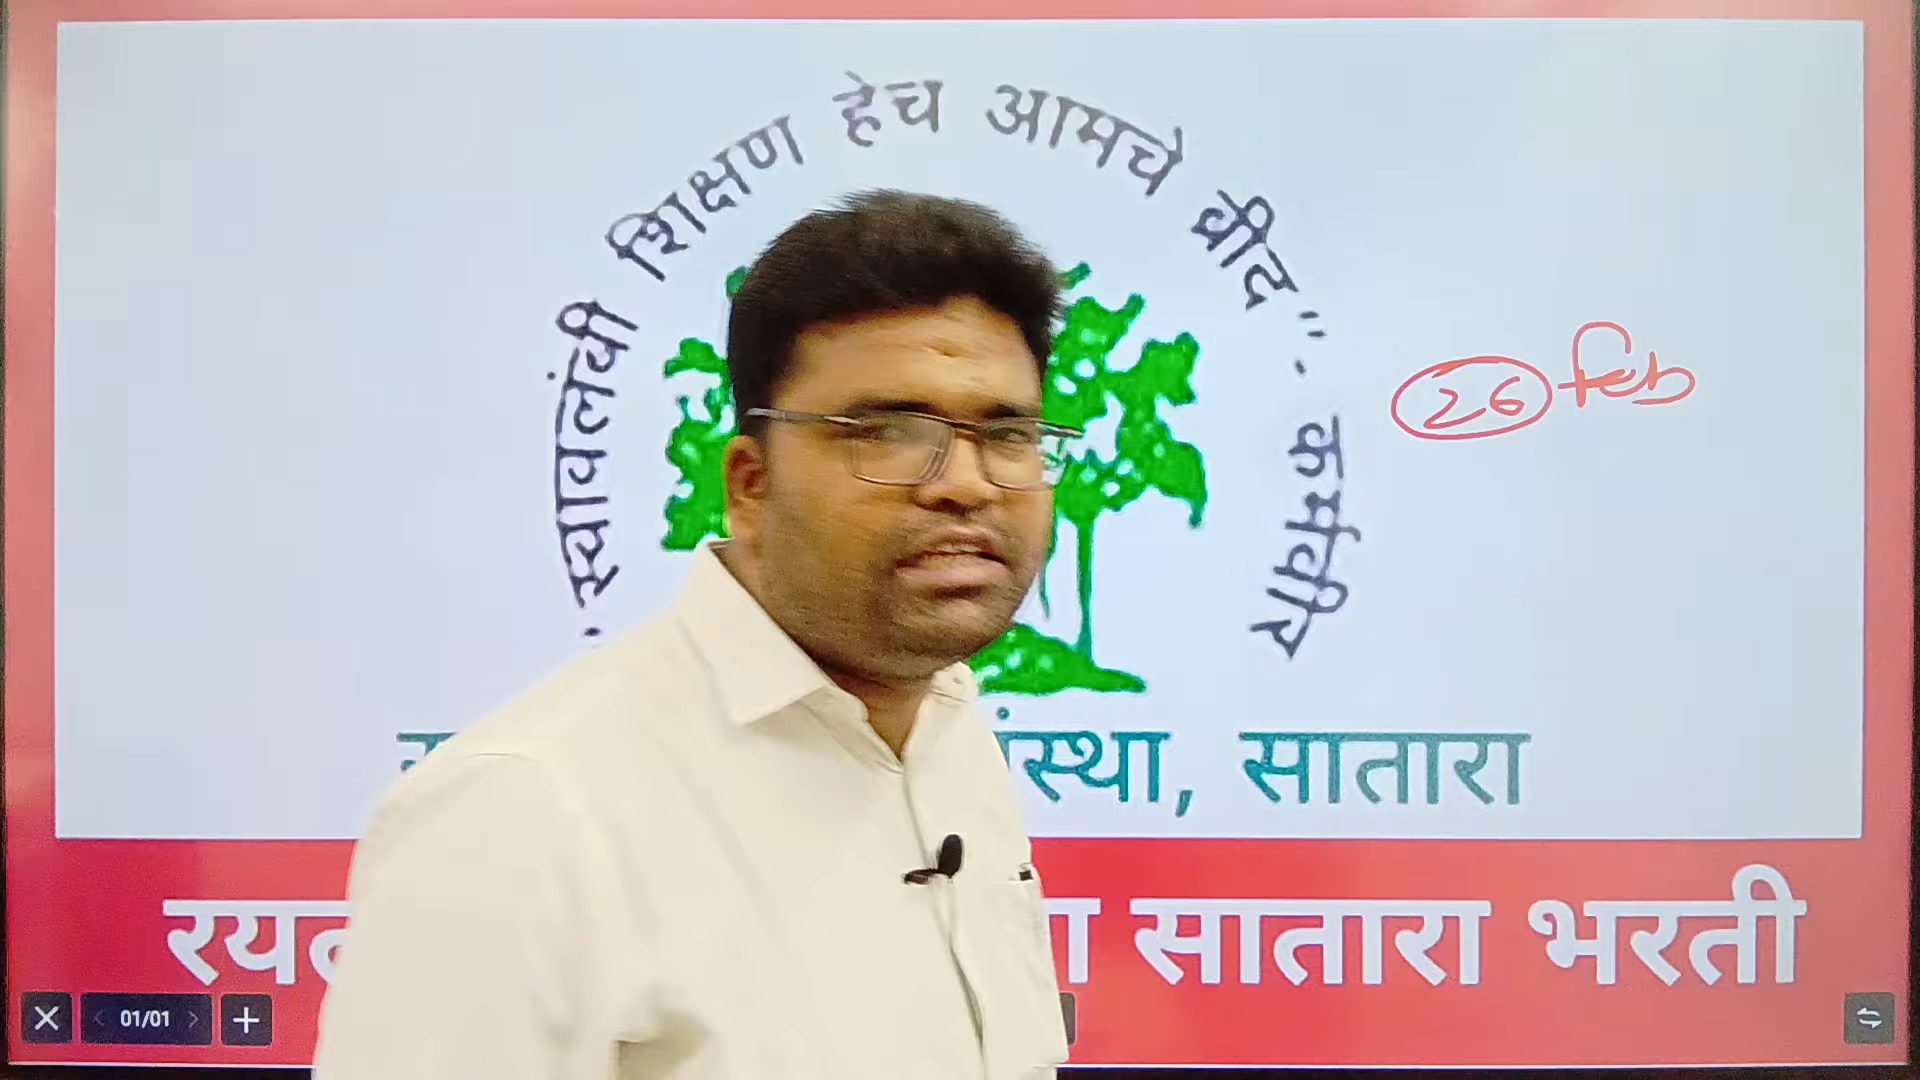 "स्वावलंबी शिक्षण हेच आमचे ब्रीद". कर्मवीर
26 Feb
संस्था, सातारा
सातारा भरती
01/01